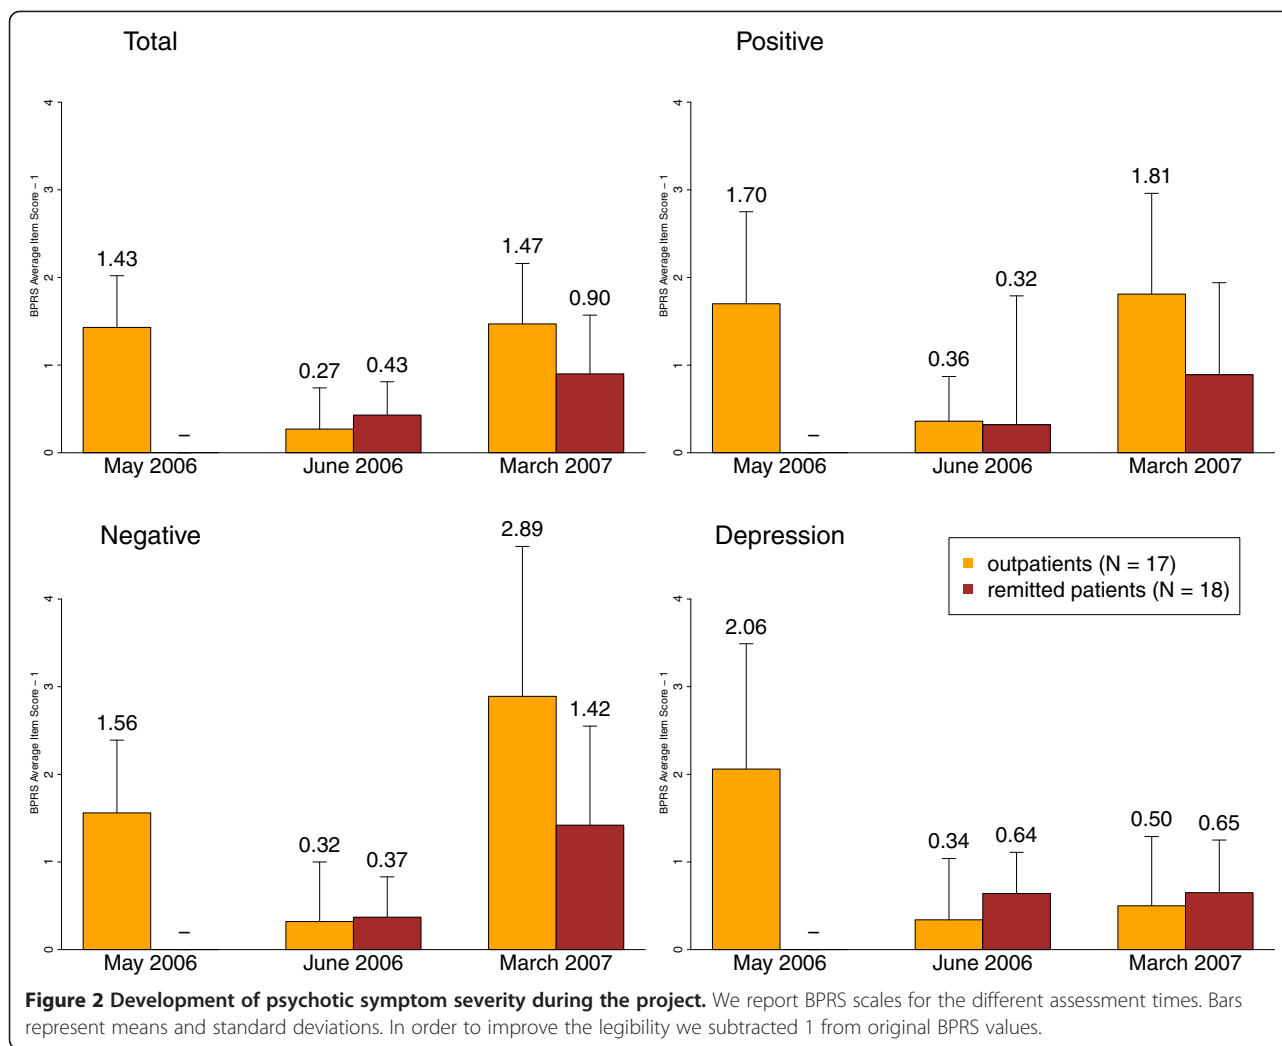 Total
BPRS Average Item Score – 1
0
1
2
3
4
1.43
–
0.27
0.43
1.47
0.90
May 2006
June 2006
March 2007
Positive
BPRS Average Item Score – 1
0
1
2
3
4
1.70
–
0.36
0.32
1.81
May 2006
June 2006
March 2007
Negative
BPRS Average Item Score – 1
0
1
2
3
4
1.56
–
0.32
0.37
2.89
1.42
May 2006
June 2006
March 2007
Depression
outpatients (N = 17)
remitted patients (N = 18)
BPRS Average Item Score – 1
0
1
2
3
4
2.06
–
0.34
0.64
0.50
0.65
May 2006
June 2006
March 2007
Figure 2 Development of psychotic symptom severity during the project. We report BPRS scales for the different assessment times. Bars
represent means and standard deviations. In order to improve the legibility we subtracted 1 from original BPRS values.